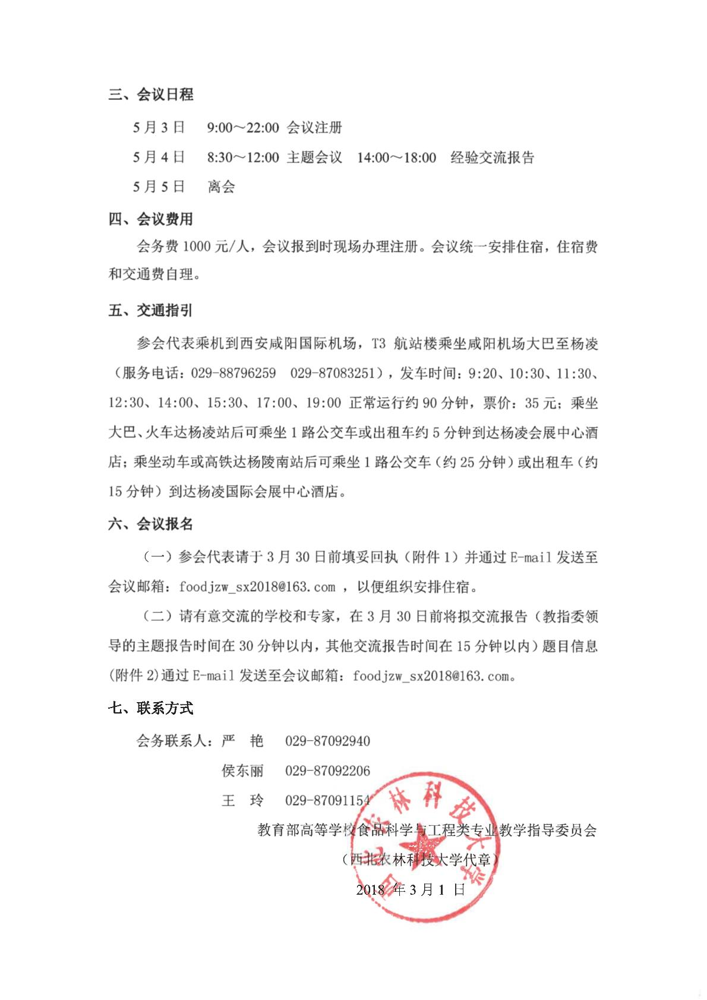 三、会议日程
5 月 3 日 9:00～22:00 会议注册
5 月 4 日 8:30～12:00 主题会议 14:00～18:00 经验交流报告
5 月 5 日 离会
四、会议费用
会务费 1000 元/人，会议报到时现场办理注册。会议统一安排住宿，住宿费
和交通费自理。
五、交通指引
参会代表乘机到西安咸阳国际机场，T3 航站楼乘坐咸阳机场大巴至杨凌
（服务电话：029-88796259 029-87083251），发车时间：9:20、10:30、11:30、
12:30、14:00、15:30、17:00、19:00 正常运行约 90 分钟，票价：35 元；乘坐
大巴、火车达杨凌站后可乘坐 1 路公交车或出租车约 5 分钟到达杨凌会展中心酒
店；乘坐动车或高铁达杨陵南站后可乘坐 1 路公交车（约 25 分钟）或出租车（约
15 分钟）到达杨凌国际会展中心酒店。
六、会议报名
（一）参会代表请于 3 月 30 日前填妥回执（附件 1）并通过 E-mail 发送至
会议邮箱：foodjzw_sx2018@163.com ，以便组织安排住宿。
（二）请有意交流的学校和专家，在 3 月 30 日前将拟交流报告（教指委领
导的主题报告时间在 30 分钟以内，其他交流报告时间在 15 分钟以内）题目信息
(附件 2)通过 E-mail 发送至会议邮箱：foodjzw_sx2018@163.com。
七、联系方式
会务联系人：严 艳 029-87092940
侯东丽 029-87092206
王 玲 029-87091154
教育部高等学校食品科学与工程类专业教学指导委员会
（西北农林科技大学代章）
2018 年 3 月 1 日
西北农林科技大学